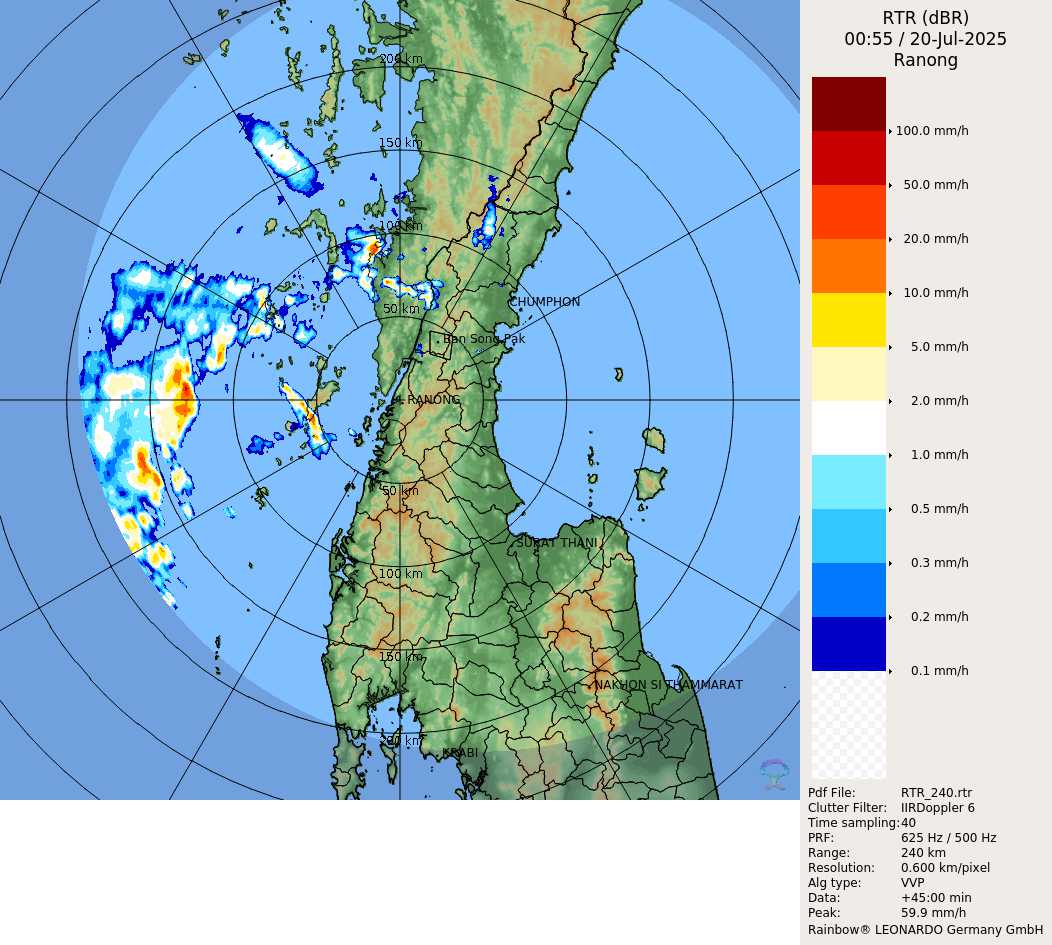 RTR (dBR)
00:55 / 20-Jul-2025
Ranong
100.0 mm/h
50.0 mm/h
20.0 mm/h
10.0 mm/h
5.0 mm/h
2.0 mm/h
1.0 mm/h
0.5 mm/h
0.3 mm/h
0.2 mm/h
0.1 mm/h
Pdf File: RTR_240.rtr
Clutter Filter: IIRDoppler 6
Time sampling: 40
PRF: 625 Hz / 500 Hz
Range: 240 km
Resolution: 0.600 km/pixel
Alg type: VVP
Data: +45:00 min
Peak: 59.9 mm/h
Rainbow® LEONARDO Germany GmbH
200 km
150 km
100 km
50 km
CHUMPHON
Ban Song Pak
RANONG
50 km
SURAT THANI
100 km
150 km
NAKHON SI THAMMARAT
200 km
KRABI